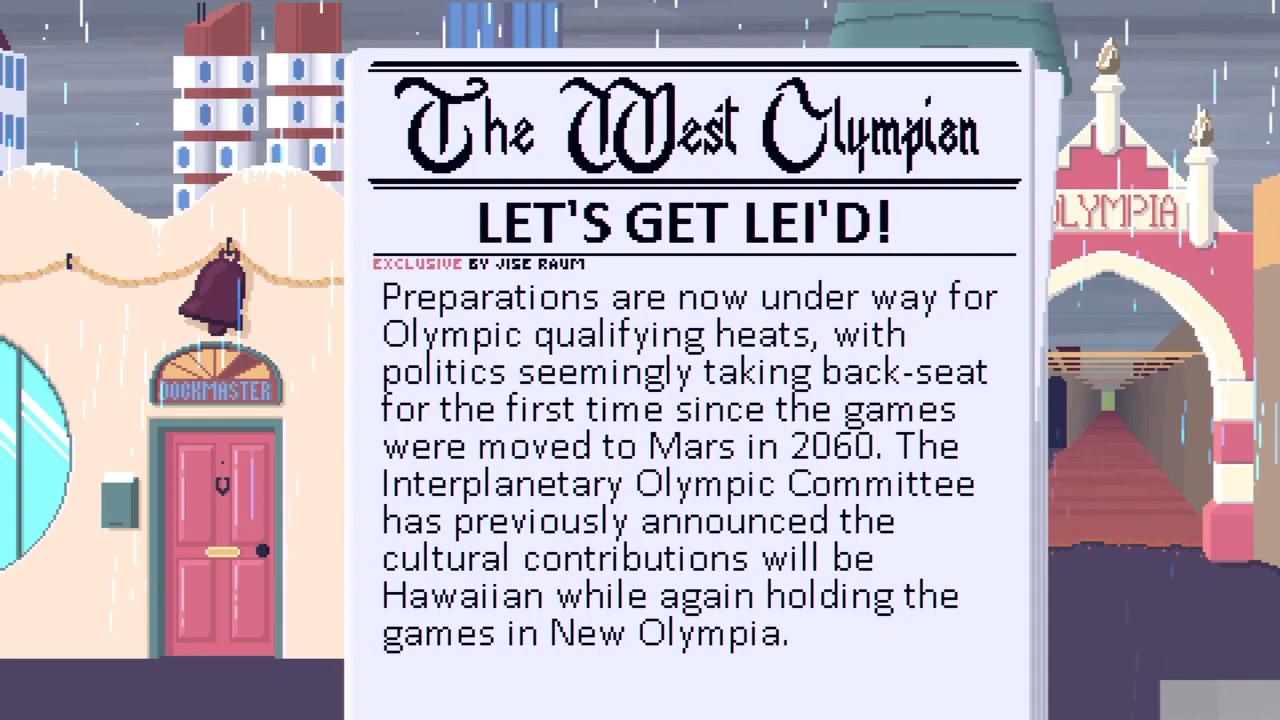 The West Olympian
LET'S GET LEI'D!
EXCLUSIVE BY JISE RAUM
Preparations are now under way for
Olympic qualifying heats, with
politics seemingly taking back-seat
for the first time since the games
were moved to Mars in 2060. The
Interplanetary Olympic Committee
has previously announced the
cultural contributions will be
Hawaiian while again holding the
games in New Olympia.
DOCKMASTER
OLYMPIA